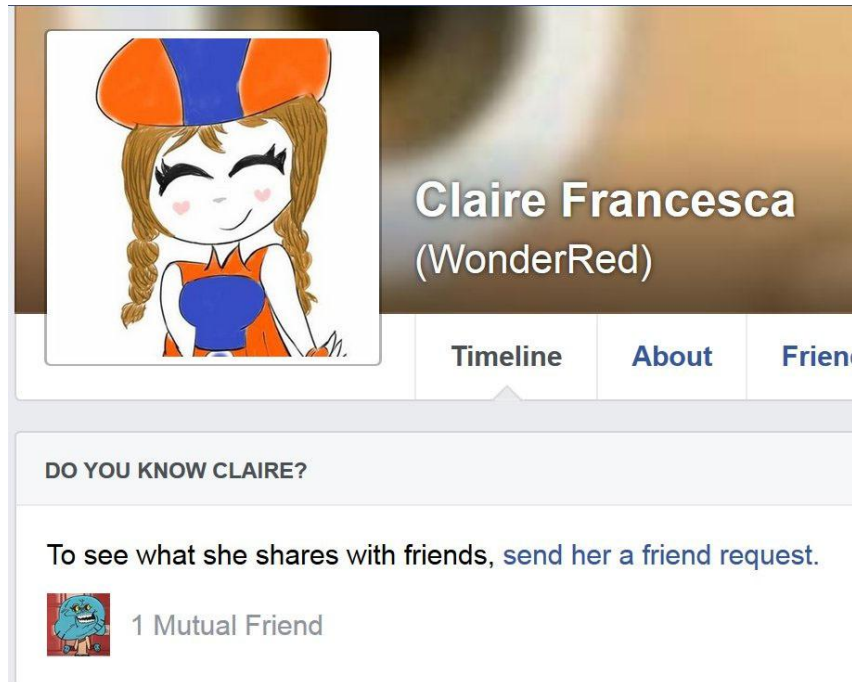 Claire Francesca
(WonderRed)
Timeline About Frien
DO YOU KNOW CLAIRE?
To see what she shares with friends, send her a friend request.
1 Mutual Friend